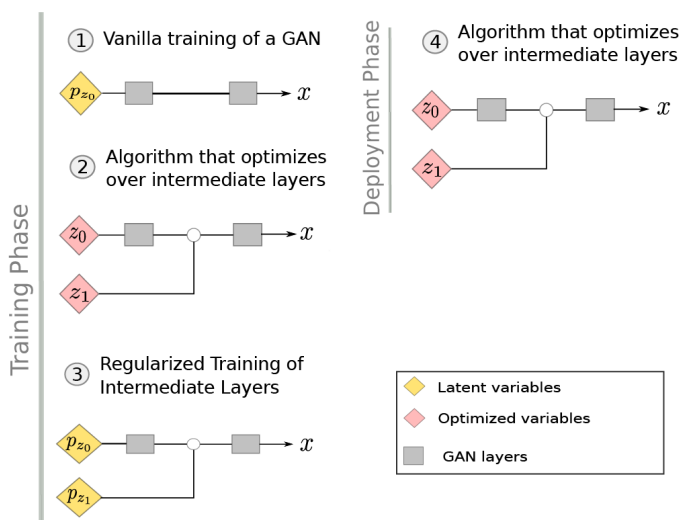 Training Phase
1 Vanilla training of a GAN
p_{z_0} x
2 Algorithm that optimizes
over intermediate layers
z_0 x
z_1
3 Regularized Training of
Intermediate Layers
p_{z_0} x
p_{z_1}
Deployment Phase
4 Algorithm that optimizes
over intermediate layers
z_0 x
z_1
Latent variables
Optimized variables
GAN layers